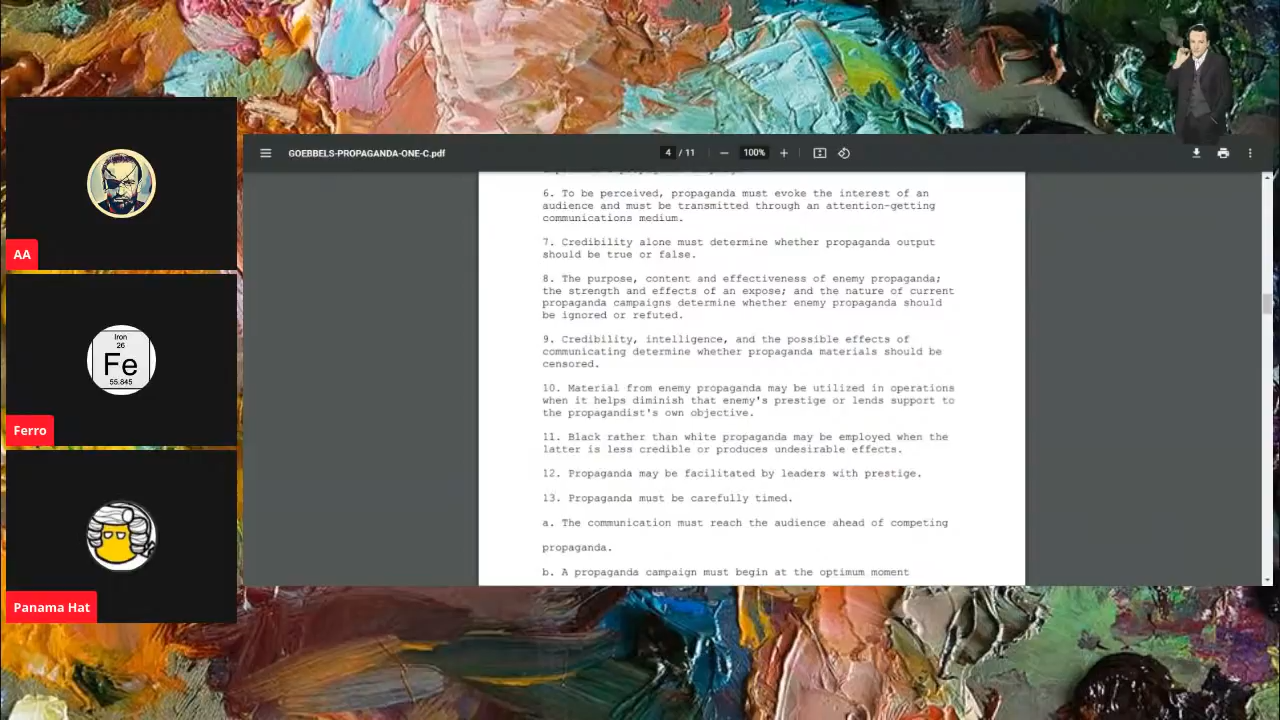 GOEBBELS-PROPAGANDA-ONE-C.pdf
4 / 11
100%
6. To be perceived, propaganda must evoke the interest of an
audience and must be transmitted through an attention-getting
communications medium.
7. Credibility alone must determine whether propaganda output
should be true or false.
8. The purpose, content and effectiveness of enemy propaganda;
the strength and effects of an expose; and the nature of current
propaganda campaigns determine whether enemy propaganda should
be ignored or refuted.
9. Credibility, intelligence, and the possible effects of
communicating determine whether propaganda materials should be
censored.
10. Material from enemy propaganda may be utilized in operations
when it helps diminish that enemy's prestige or lends support to
the propagandist's own objective.
11. Black rather than white propaganda may be employed when the
latter is less credible or produces undesirable effects.
12. Propaganda may be facilitated by leaders with prestige.
13. Propaganda must be carefully timed.
a. The communication must reach the audience ahead of competing
propaganda.
b. A propaganda campaign must begin at the optimum moment
AA
Iron
26
Fe
55.845
Ferro
Panama Hat